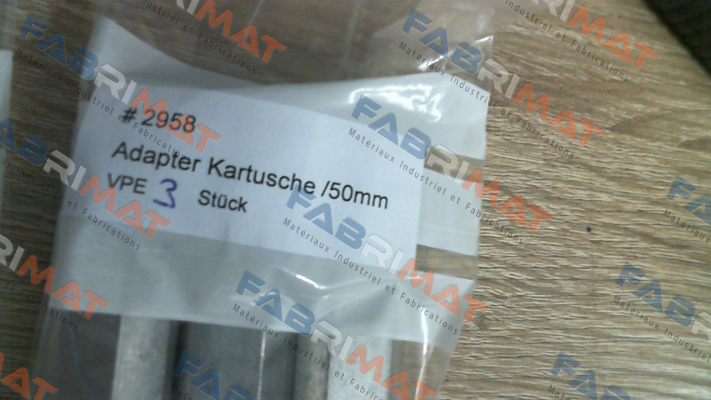 # 2958
Adapter Kartusche /50mm
VPE 3 Stück
FABRIMAT
Matériaux Industriel et Fabrications